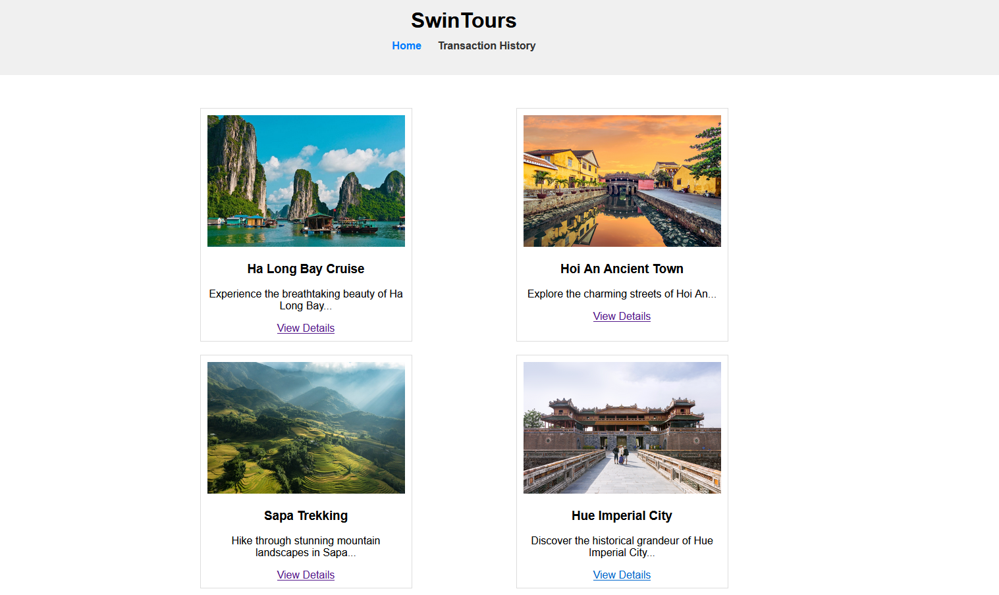 SwinTours
Home Transaction History
Ha Long Bay Cruise
Experience the breathtaking beauty of Ha
Long Bay...
View Details
Hoi An Ancient Town
Explore the charming streets of Hoi An...
View Details
Sapa Trekking
Hike through stunning mountain
landscapes in Sapa...
View Details
Hue Imperial City
Discover the historical grandeur of Hue
Imperial City...
View Details